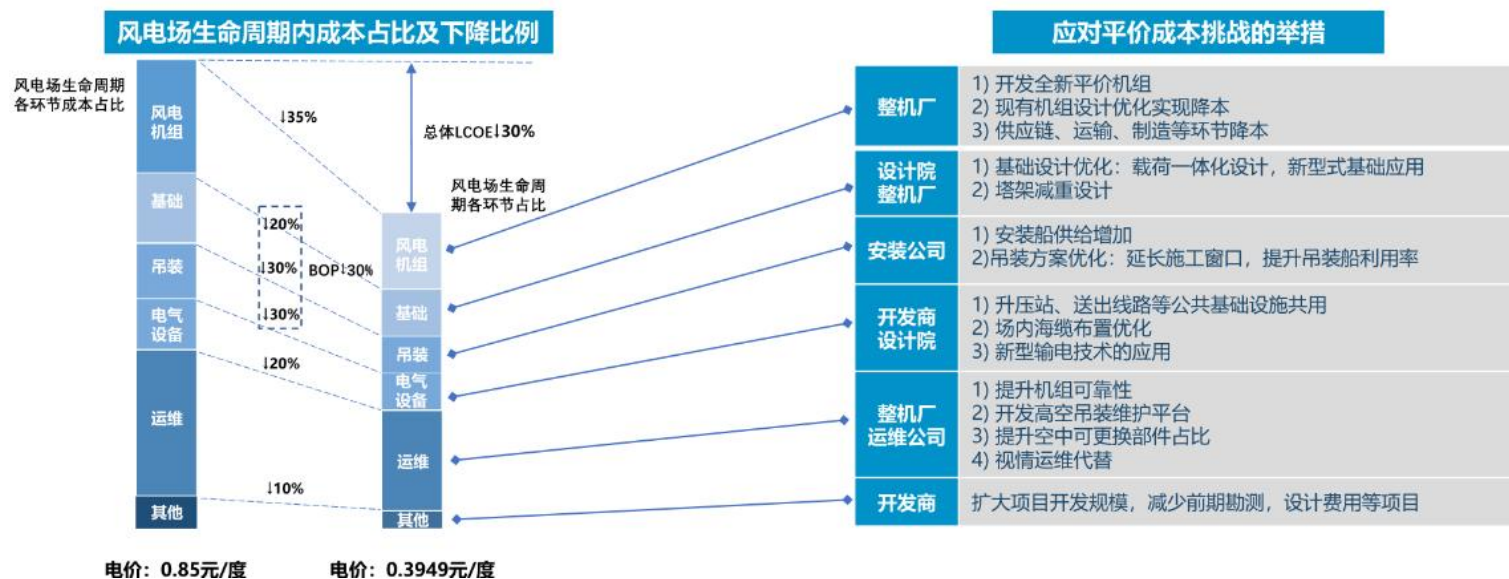 风电场生命周期内成本占比及下降比例
风电场生命周期
各环节成本占比
风电
机组
基础
吊装
电气
设备
运维
其他
↓35%
↓20%
↓30%
↓30%
BOP↓30%
↓20%
↓10%
总体LCOE↓30%
风电场生命周
期各环节占比
风电
机组
基础
吊装
电气
设备
运维
其他
电价：0.85元/度
电价：0.3949元/度
应对平价成本挑战的举措
整机厂
1) 开发全新平价机组
2) 现有机组设计优化实现降本
3) 供应链、运输、制造等环节降本
设计院
整机厂
1) 基础设计优化：载荷一体化设计，新型式基础应用
2) 塔架减重设计
安装公司
1) 安装船供给增加
2)吊装方案优化：延长施工窗口，提升吊装船利用率
开发商
设计院
1) 升压站、送出线路等公共基础设施共用
2) 场内海缆布置优化
3) 新型输电技术的应用
整机厂
运维公司
1) 提升机组可靠性
2) 开发高空吊装维护平台
3) 提升空中可更换部件占比
4) 视情运维代替
开发商
扩大项目开发规模，减少前期勘测，设计费用等项目